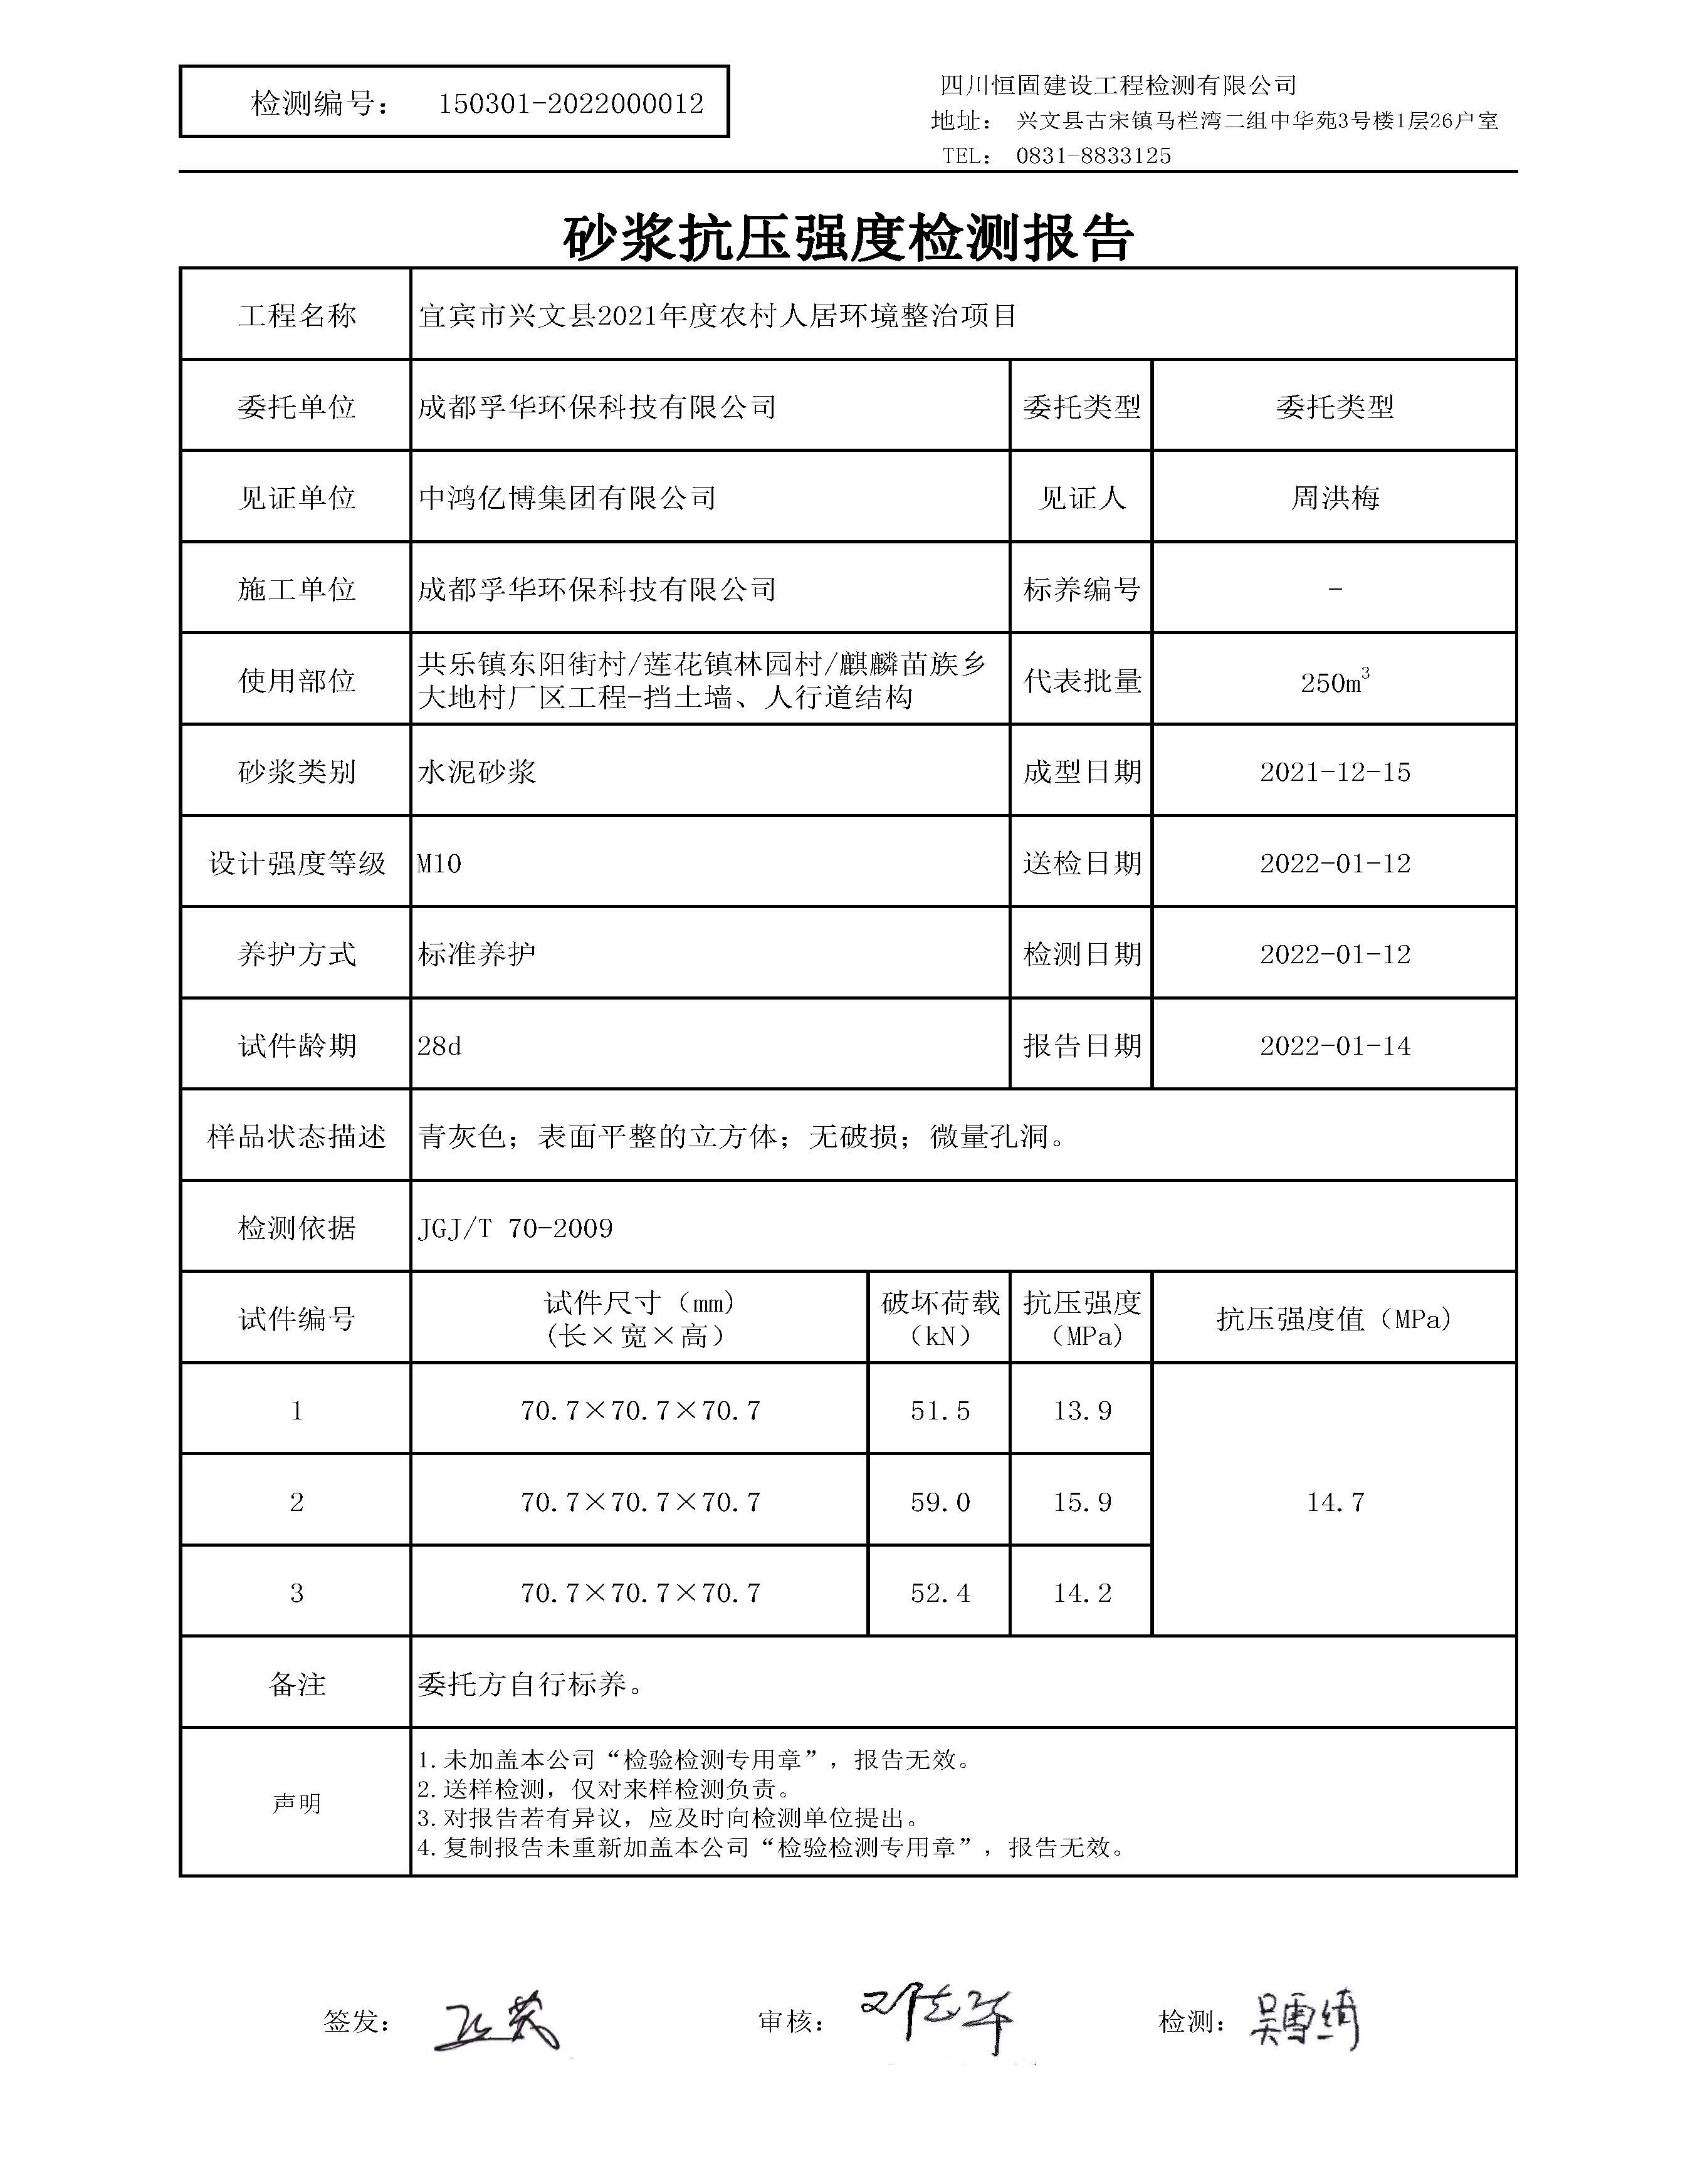 检测编号： 150301-2022000012
四川恒固建设工程检测有限公司
地址： 兴文县古宋镇马栏湾二组中华苑3号楼1层26户室
TEL： 0831-8833125
砂浆抗压强度检测报告
工程名称 宜宾市兴文县2021年度农村人居环境整治项目
委托单位 成都孚华环保科技有限公司 委托类型 委托类型
见证单位 中鸿亿博集团有限公司 见证人 周洪梅
施工单位 成都孚华环保科技有限公司 标养编号 -
使用部位 共乐镇东阳街村/莲花镇林园村/麒麟苗族乡
大地村厂区工程-挡土墙、人行道结构 代表批量 250m³
砂浆类别 水泥砂浆 成型日期 2021-12-15
设计强度等级 M10 送检日期 2022-01-12
养护方式 标准养护 检测日期 2022-01-12
试件龄期 28d 报告日期 2022-01-14
样品状态描述 青灰色；表面平整的立方体；无破损；微量孔洞。
检测依据 JGJ/T 70-2009
试件编号 试件尺寸（mm） 破坏荷载 抗压强度 抗压强度值（MPa）
(长×宽×高） （kN） （MPa）
1 70.7×70.7×70.7 51.5 13.9
2 70.7×70.7×70.7 59.0 15.9 14.7
3 70.7×70.7×70.7 52.4 14.2
备注 委托方自行标养。
声明
1.未加盖本公司“检验检测专用章”，报告无效。
2.送样检测，仅对来样检测负责。
3.对报告若有异议，应及时向检测单位提出。
4.复制报告未重新加盖本公司“检验检测专用章”，报告无效。
签发： 审核： 检测：吴雪绮